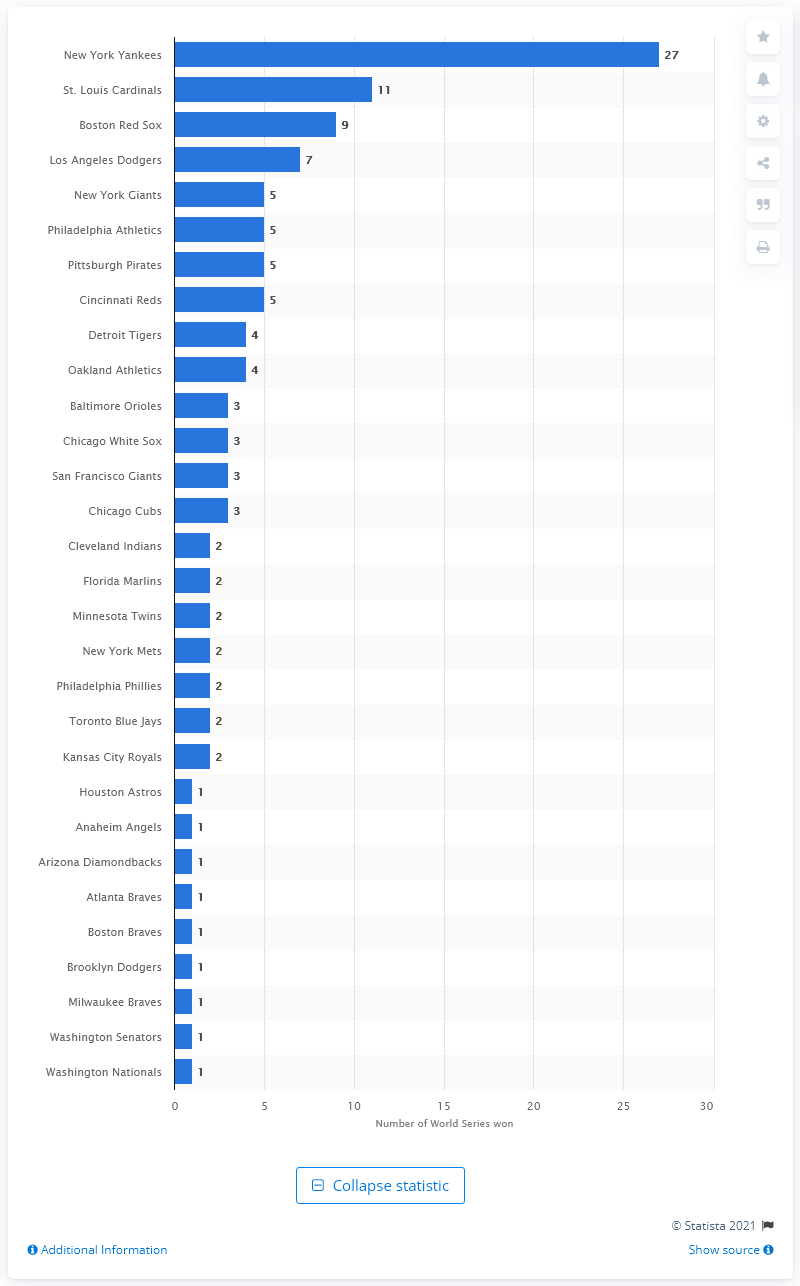 New York Yankees 27
St. Louis Cardinals 11
Boston Red Sox 9
Los Angeles Dodgers 7
New York Giants 5
Philadelphia Athletics 5
Pittsburgh Pirates 5
Cincinnati Reds 5
Detroit Tigers 4
Oakland Athletics 4
Baltimore Orioles 3
Chicago White Sox 3
San Francisco Giants 3
Chicago Cubs 3
Cleveland Indians 2
Florida Marlins 2
Minnesota Twins 2
New York Mets 2
Philadelphia Phillies 2
Toronto Blue Jays 2
Kansas City Royals 2
Houston Astros 1
Anaheim Angels 1
Arizona Diamondbacks 1
Atlanta Braves 1
Boston Braves 1
Brooklyn Dodgers 1
Milwaukee Braves 1
Washington Senators 1
Washington Nationals 1
0 5 10 15 20 25 30
Number of World Series won
Collapse statistic
© Statista 2021
Additional Information Show source